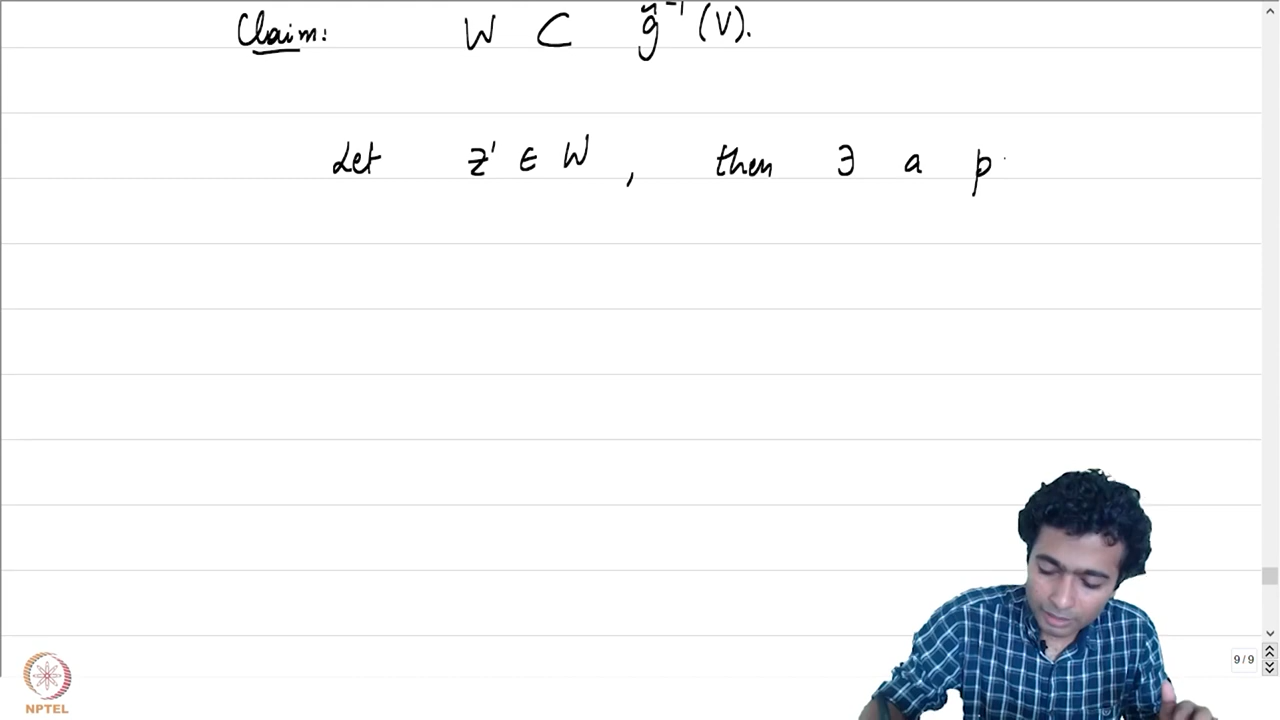 Claim: W ⊂ g̃⁻¹(V).
Let z' ∈ W, then ∃ a p
9 / 9
NPTEL